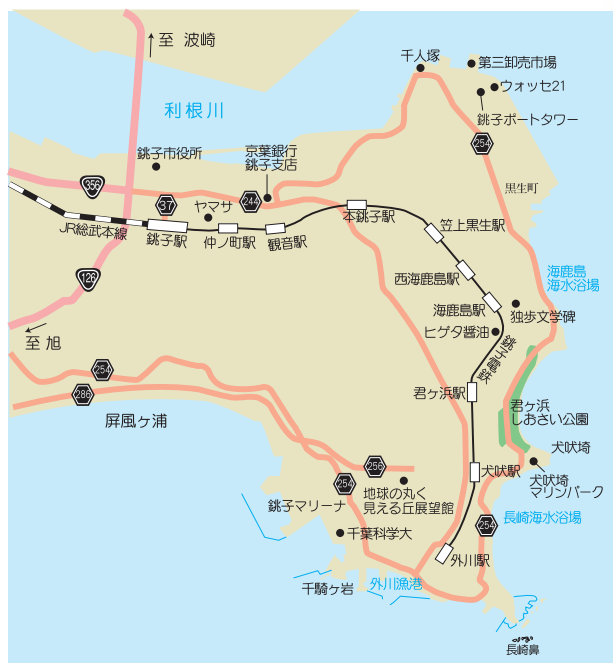 至 波崎
千人塚
第三卸売市場
ウォッセ21
銚子ポートタワー
利根川
254
銚子市役所
京葉銀行
銚子支店
356
37
ヤマサ
244
黒生町
本銚子駅
JR総武本線
銚子駅
仲ノ町駅
観音駅
笠上黒生駅
126
西海鹿島駅
海鹿島
海水浴場
海鹿島駅
独歩文学碑
至 旭
ヒゲタ醤油
銚子電鉄
254
286
君ヶ浜駅
君ヶ浜
しおさい公園
屏風ヶ浦
犬吠埼
256
犬吠駅
犬吠埼
マリンパーク
254
地球の丸く
見える丘展望館
銚子マリーナ
254
長崎海水浴場
千葉科学大
外川駅
千騎ヶ岩
外川漁港
長崎鼻